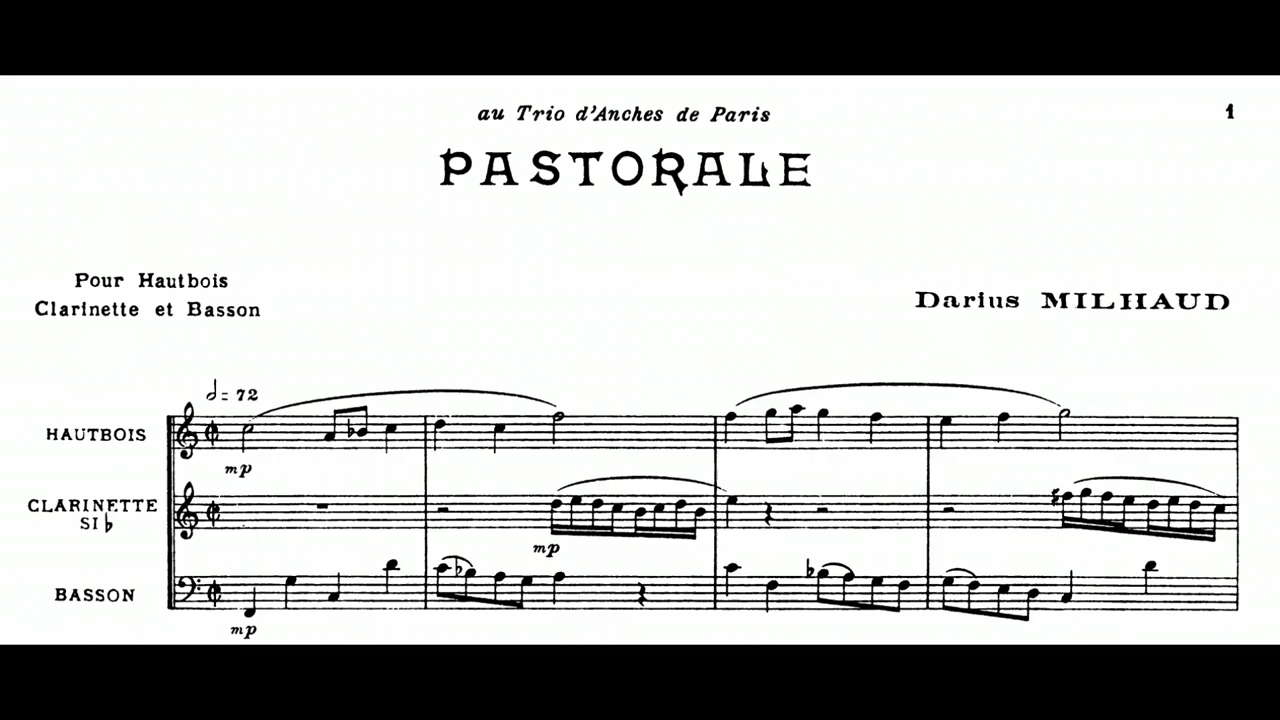 au Trio d'Anches de Paris
1
PASTORALE
Pour Hautbois
Clarinette et Basson
Darius MILHAUD
𝅗𝅥 = 72
HAUTBOIS
mp
CLARINETTE
SI♭
mp
BASSON
mp